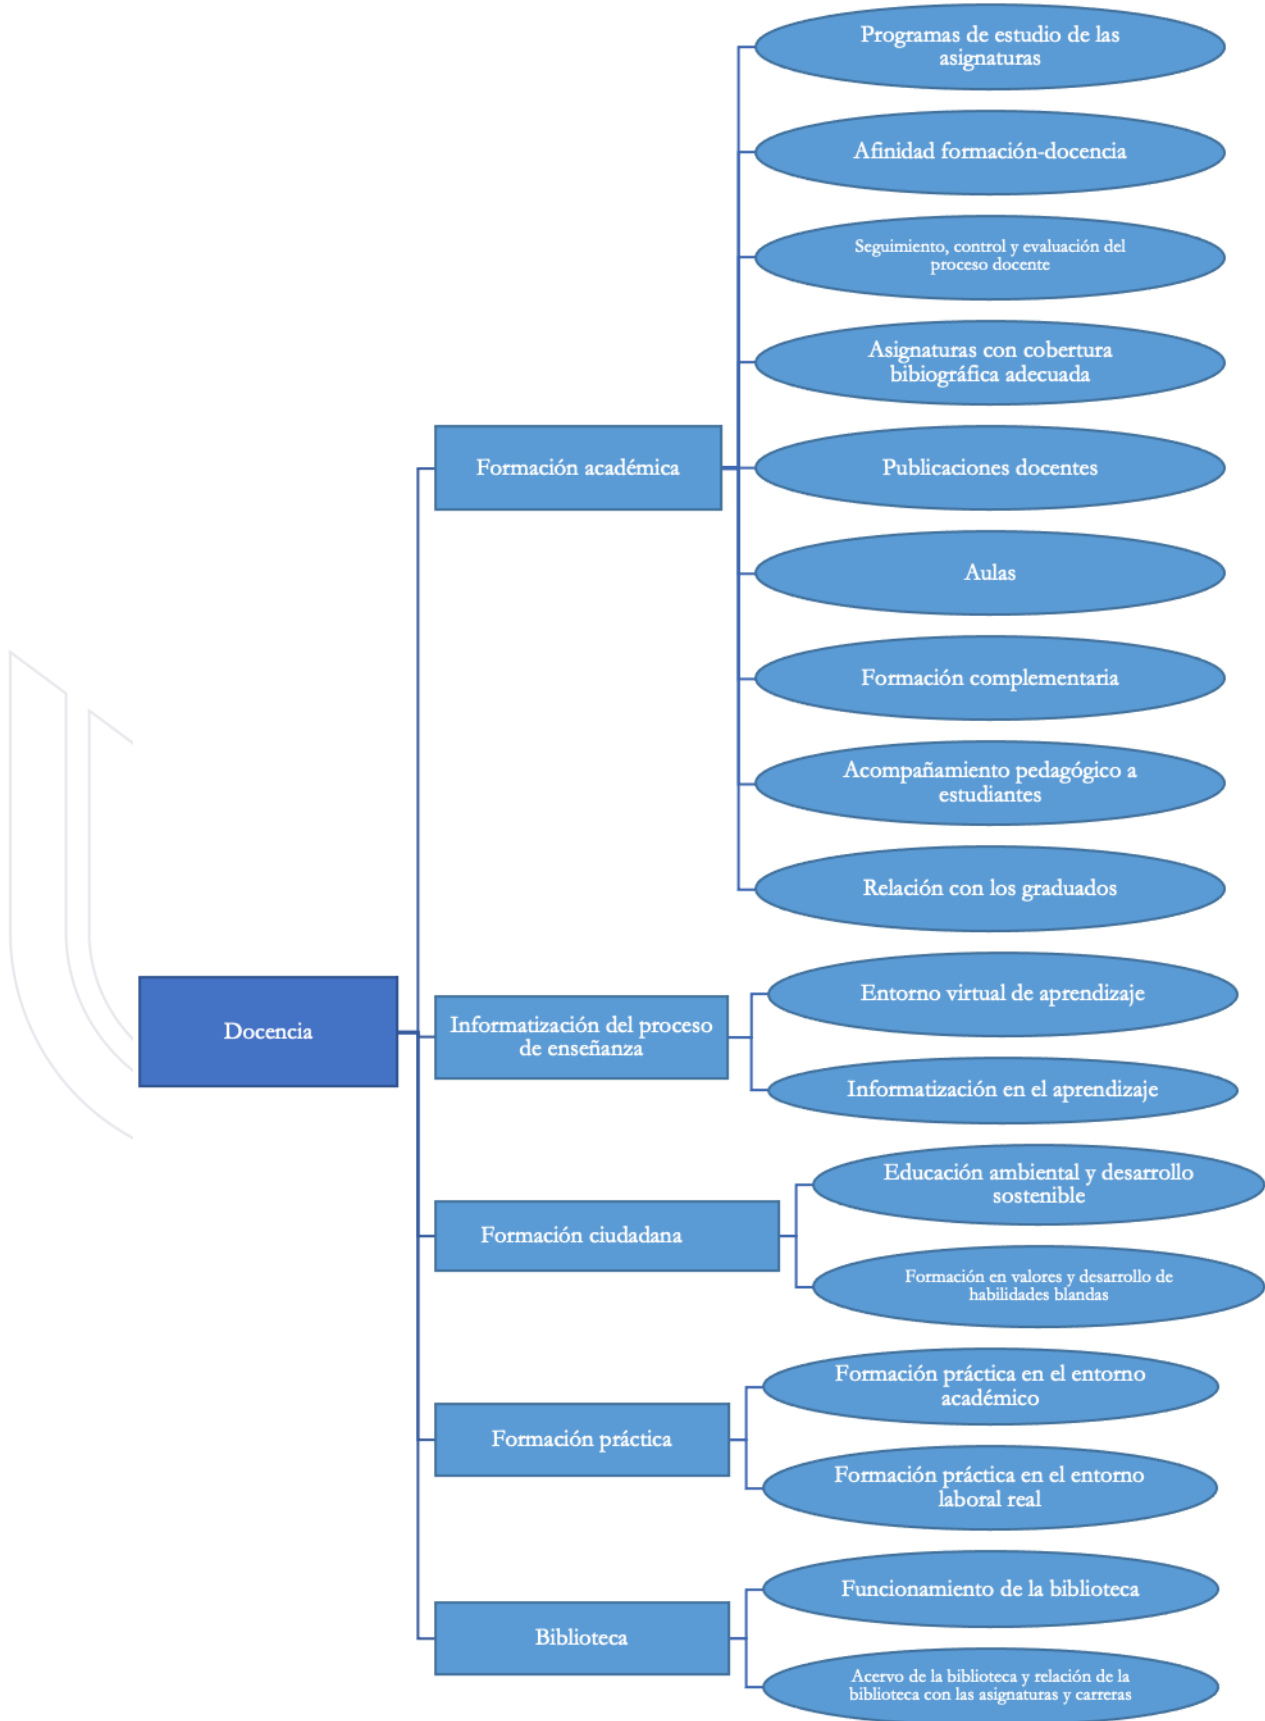 Programas de estudio de las
asignaturas
Afinidad formación-docencia
Seguimiento, control y evaluación del
proceso docente
Asignaturas con cobertura
bibiográfica adecuada
Formación académica
Publicaciones docentes
Aulas
Formación complementaria
Acompañamiento pedagógico a
estudiantes
Relación con los graduados
Docencia
Informatización del proceso
de enseñanza
Entorno virtual de aprendizaje
Informatización en el aprendizaje
Formación ciudadana
Educación ambiental y desarrollo
sostenible
Formación en valores y desarrollo de
habilidades blandas
Formación práctica
Formación práctica en el entorno
académico
Formación práctica en el entorno
laboral real
Biblioteca
Funcionamiento de la biblioteca
Acervo de la biblioteca y relación de la
biblioteca con las asignaturas y carreras